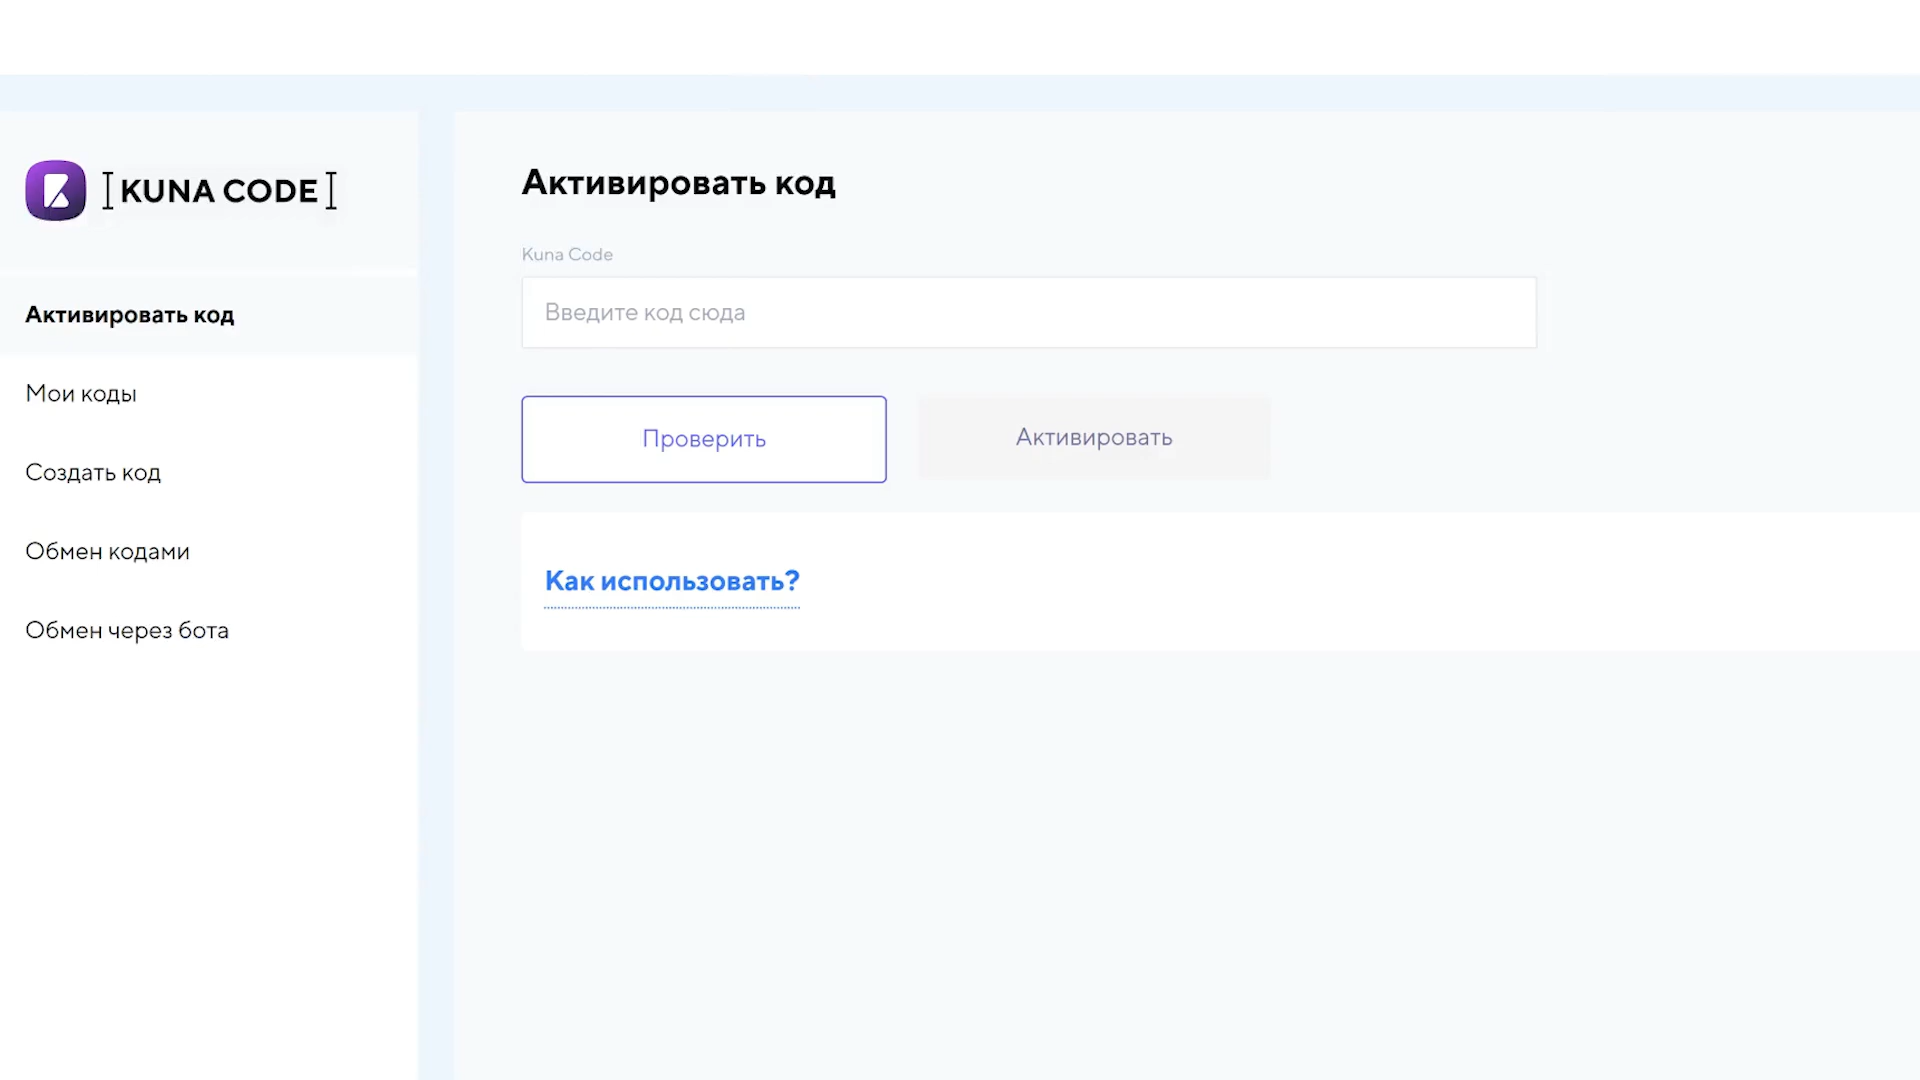 KUNA CODE
Активировать код
Мои коды
Создать код
Обмен кодами
Обмен через бота
Активировать код
Kuna Code
Введите код сюда
Проверить
Активировать
Как использовать?